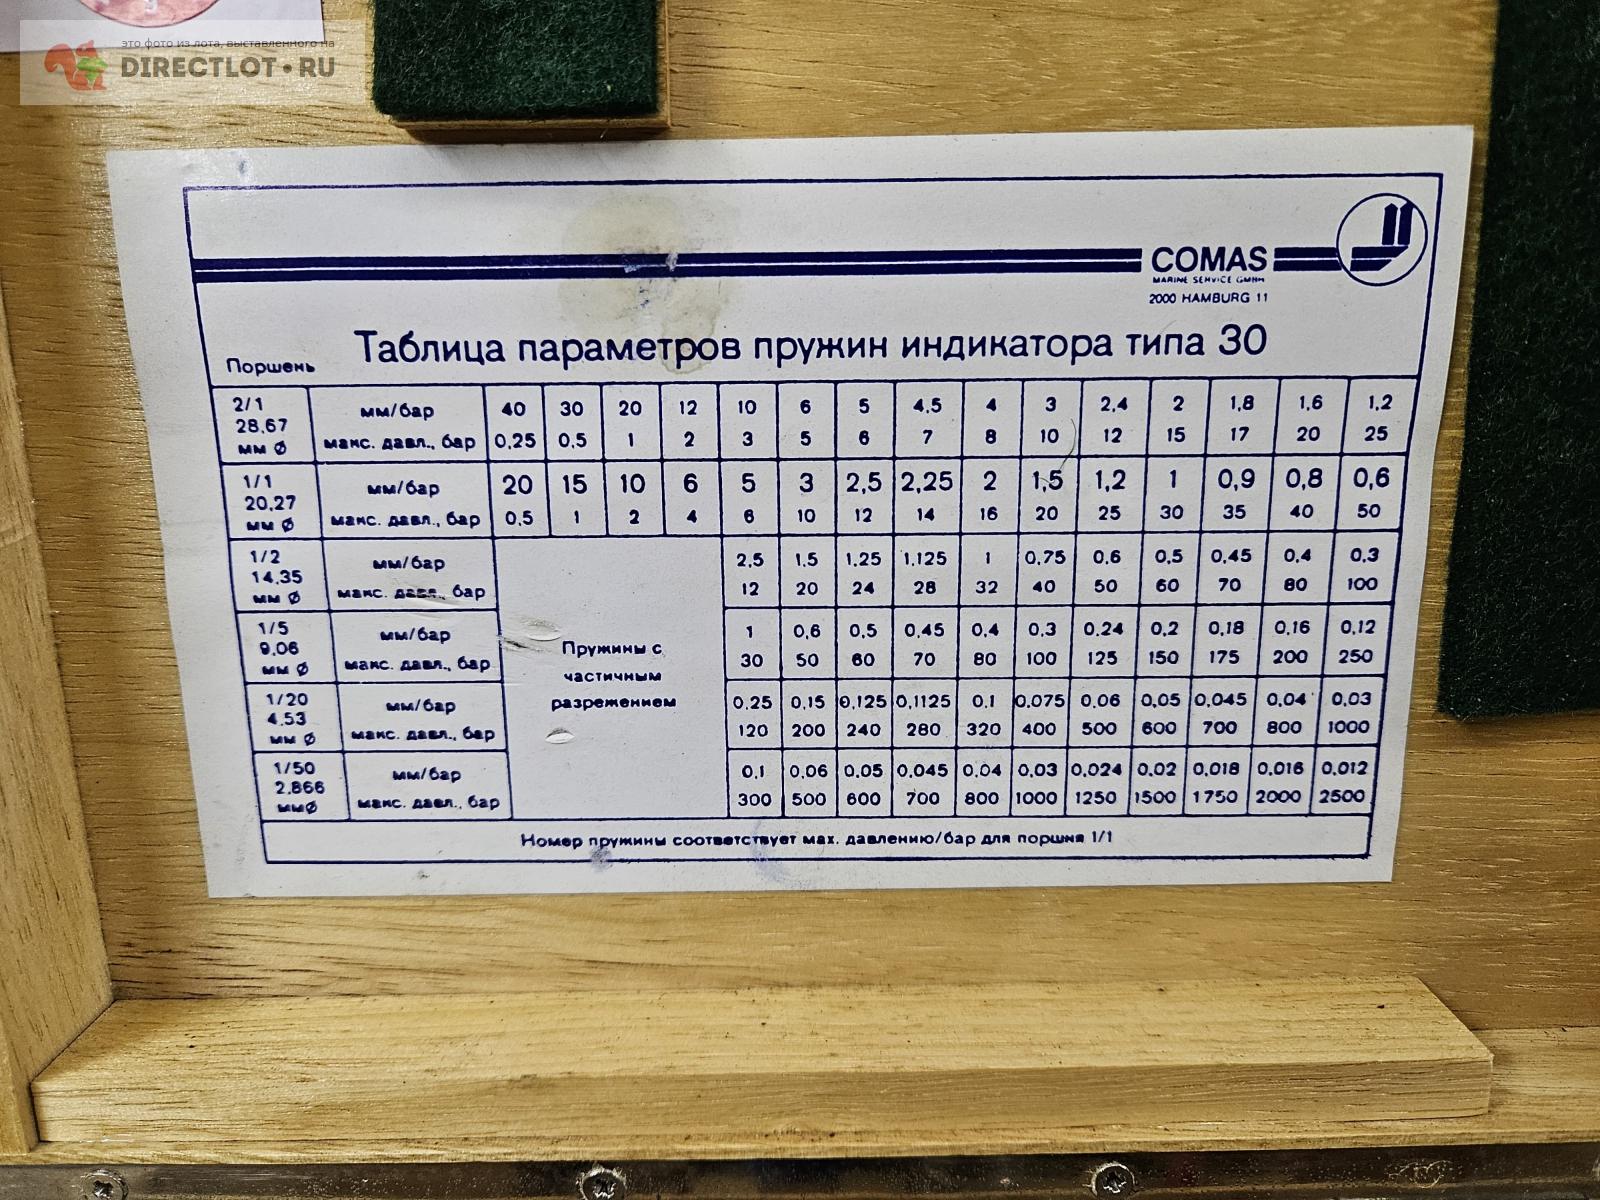 это фото из лота, выставленного на
DIRECTLOT.RU
COMAS
MARINE SERVICE GMBH
2000 HAMBURG 11
Таблица параметров пружин индикатора типа 30
Поршень
2/1 28,67 мм Ø мм/бар 40 30 20 12 10 6 5 4,5 4 3 2,4 2 1,8 1,6 1,2
макс. давл., бар 0,25 0,5 1 2 3 5 6 7 8 10 12 15 17 20 25
1/1 20,27 мм Ø мм/бар 20 15 10 6 5 3 2,5 2,25 2 1,5 1,2 1 0,9 0,8 0,6
макс. давл., бар 0,5 1 2 4 6 10 12 14 16 20 25 30 35 40 50
1/2 14,35 мм Ø мм/бар 2,5 1,5 1,25 1,125 1 0,75 0,6 0,5 0,45 0,4 0,3
макс. давл., бар 12 20 24 28 32 40 50 60 70 80 100
1/5 9,06 мм Ø мм/бар 1 0,6 0,5 0,45 0,4 0,3 0,24 0,2 0,18 0,16 0,12
макс. давл., бар 30 50 60 70 80 100 125 150 175 200 250
Пружины с
частичным
разрежением
1/20 4,53 мм Ø мм/бар 0,25 0,15 0,125 0,1125 0,1 0,075 0,06 0,05 0,045 0,04 0,03
макс. давл., бар 120 200 240 280 320 400 500 600 700 800 1000
1/50 2,866 мм Ø мм/бар 0,1 0,06 0,05 0,045 0,04 0,03 0,024 0,02 0,018 0,016 0,012
макс. давл., бар 300 500 600 700 800 1000 1250 1500 1750 2000 2500
Номер пружины соответствует мах. давлению/бар для поршня 1/1